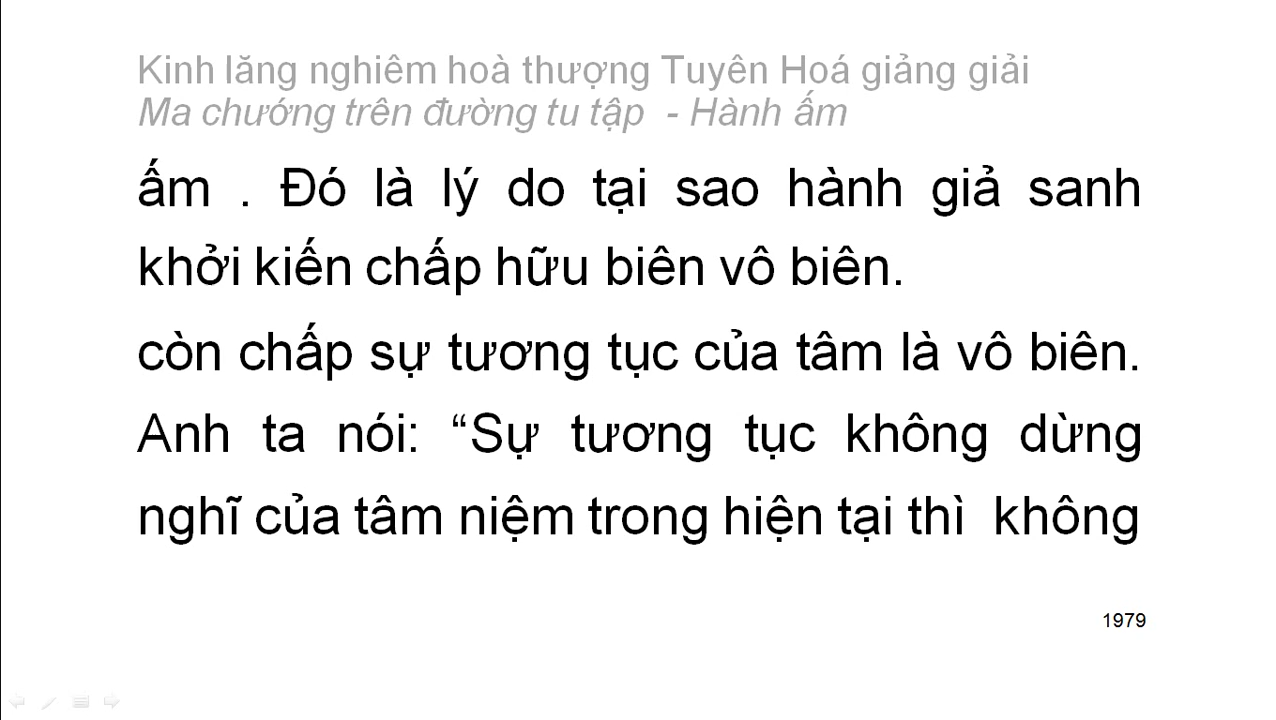 Kinh lăng nghiêm hoà thượng Tuyên Hoá giảng giải
Ma chướng trên đường tu tập - Hành ấm
ấm . Đó là lý do tại sao hành giả sanh
khởi kiến chấp hữu biên vô biên.
còn chấp sự tương tục của tâm là vô biên.
Anh ta nói: “Sự tương tục không dừng
nghĩ của tâm niệm trong hiện tại thì không
1979